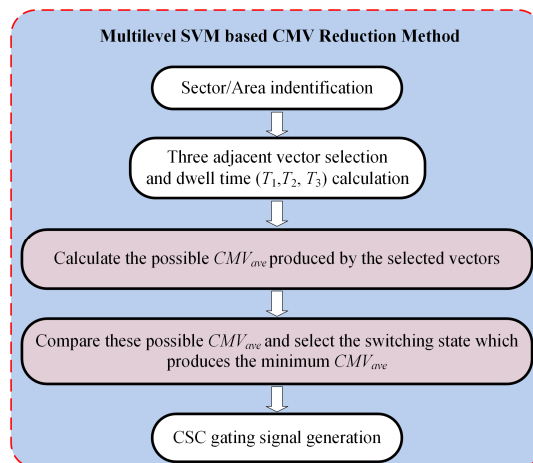 Multilevel SVM based CMV Reduction Method
Sector/Area indentification
Three adjacent vector selection
and dwell time (T1,T2, T3) calculation
Calculate the possible CMVave produced by the selected vectors
Compare these possible CMVave and select the switching state which
produces the minimum CMVave
CSC gating signal generation